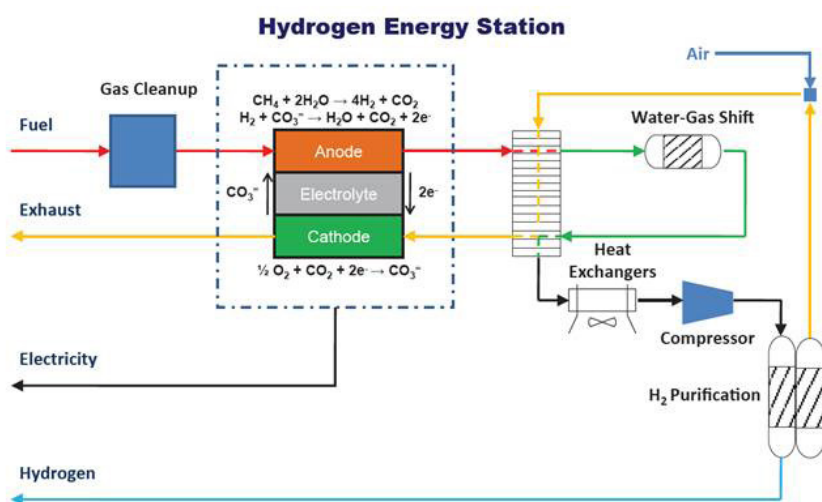 Hydrogen Energy Station
Air
Gas Cleanup
CH₄ + 2H₂O → 4H₂ + CO₂
H₂ + CO₃⁼ → H₂O + CO₂ + 2e⁻
Water-Gas Shift
Fuel
Anode
CO₃⁼
Electrolyte
2e⁻
Exhaust
Cathode
½ O₂ + CO₂ + 2e⁻ → CO₃⁼
Heat
Exchangers
Compressor
Electricity
H₂ Purification
Hydrogen